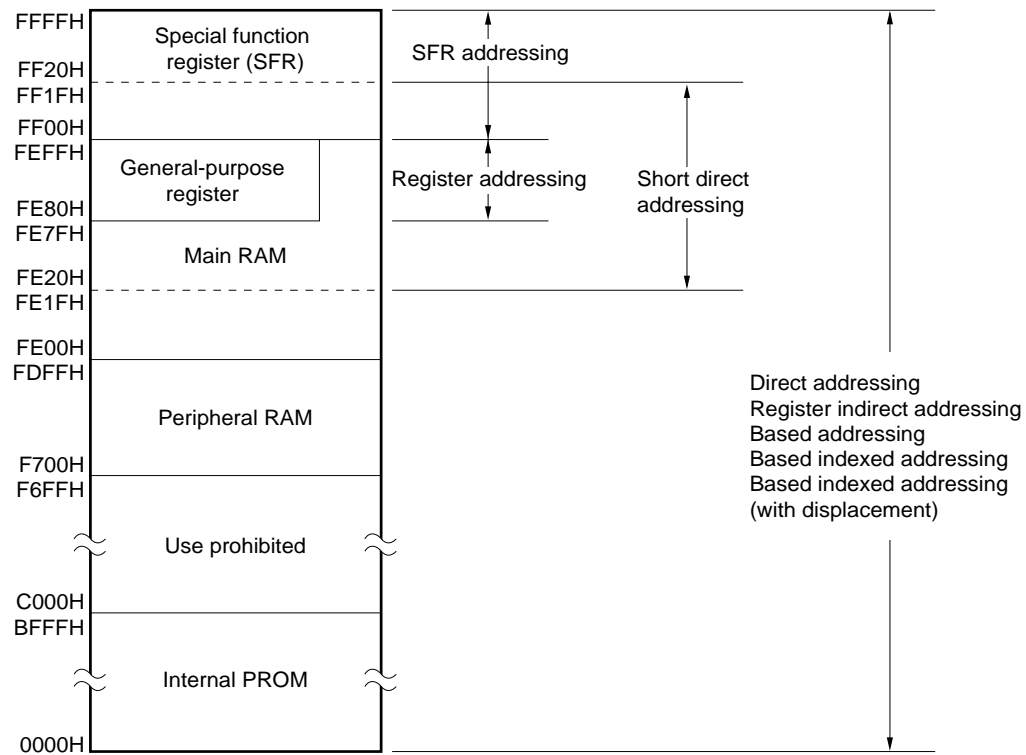 FFFFH
Special function
register (SFR)
SFR addressing
FF20H
FF1FH
FF00H
FEFFH
General-purpose
register
Register addressing
Short direct
addressing
FE80H
FE7FH
Main RAM
FE20H
FE1FH
FE00H
FDFFH
Peripheral RAM
Direct addressing
Register indirect addressing
Based addressing
Based indexed addressing
Based indexed addressing
(with displacement)
F700H
F6FFH
Use prohibited
C000H
BFFFH
Internal PROM
0000H